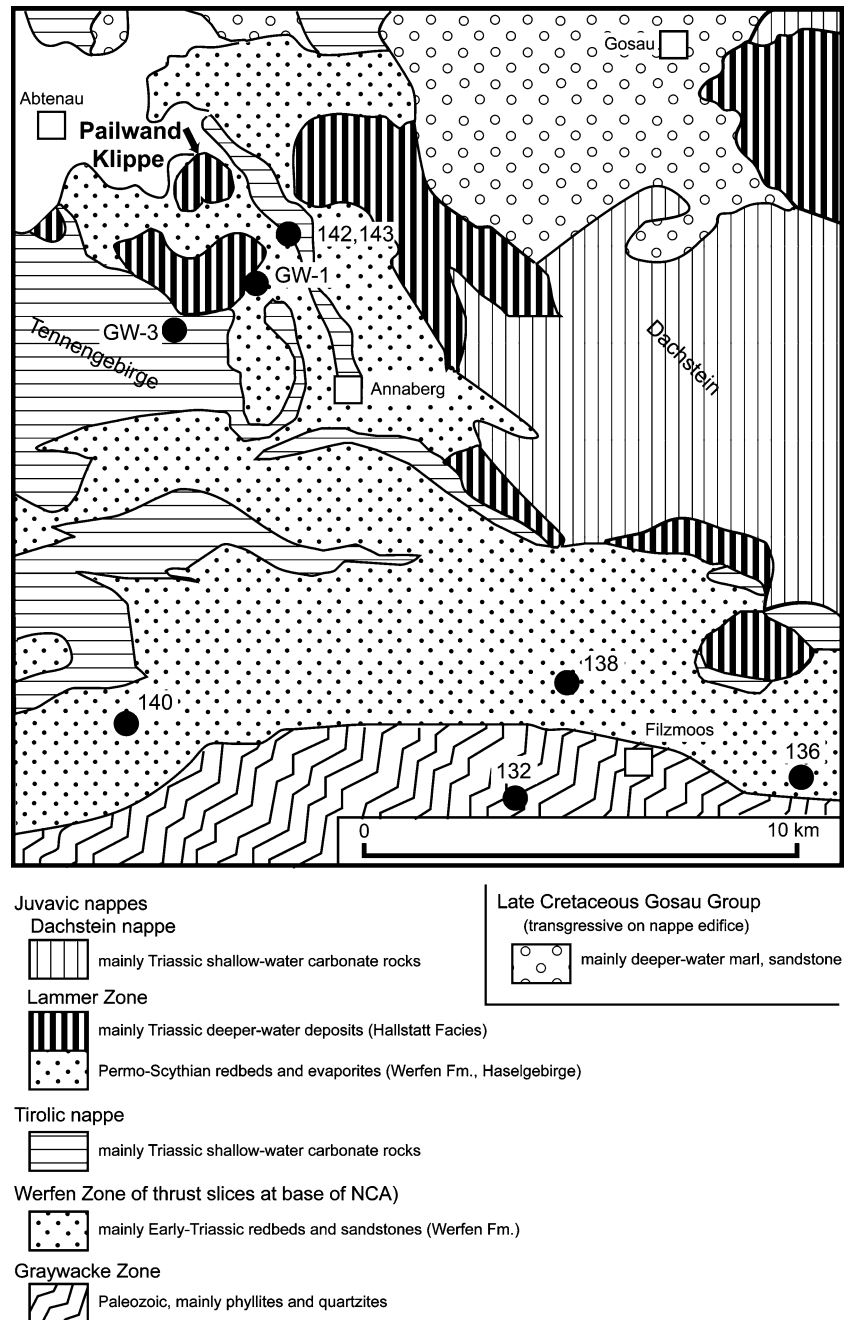 Gosau
Abtenau
Pailwand
Klippe
142,143
GW-1
GW-3
Tennengebirge
Dachstein
Annaberg
138
140
Filzmoos
136
132
0
10 km
Juvavic nappes
Dachstein nappe
mainly Triassic shallow-water carbonate rocks
Lammer Zone
mainly Triassic deeper-water deposits (Hallstatt Facies)
Permo-Scythian redbeds and evaporites (Werfen Fm., Haselgebirge)
Tirolic nappe
mainly Triassic shallow-water carbonate rocks
Werfen Zone of thrust slices at base of NCA)
mainly Early-Triassic redbeds and sandstones (Werfen Fm.)
Graywacke Zone
Paleozoic, mainly phyllites and quartzites
Late Cretaceous Gosau Group
(transgressive on nappe edifice)
mainly deeper-water marl, sandstone